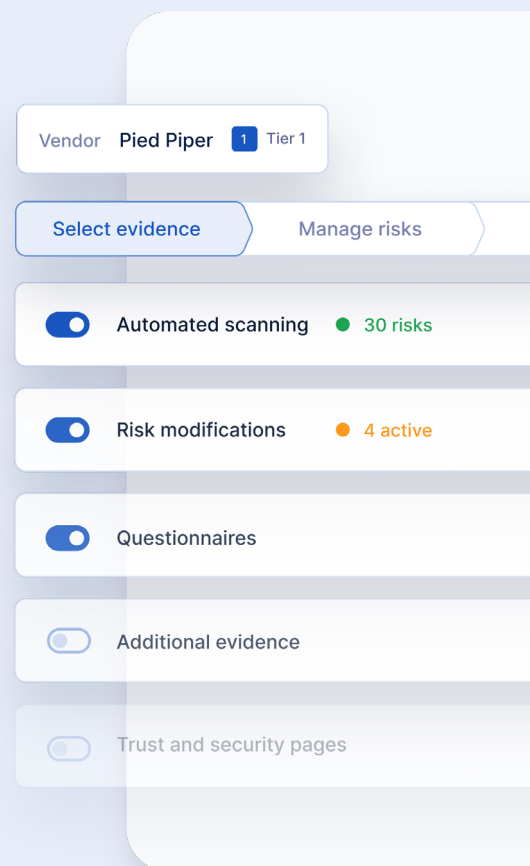 Vendor Pied Piper 1 Tier 1
Select evidence Manage risks
Automated scanning 30 risks
Risk modifications 4 active
Questionnaires
Additional evidence
Trust and security pages